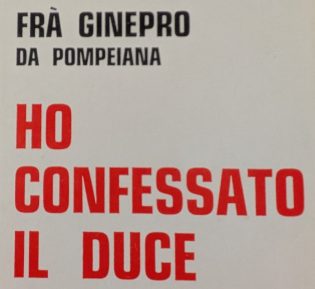 FRÀ GINEPRO
DA POMPEIANA
HO
CONFESSATO
IL DUCE